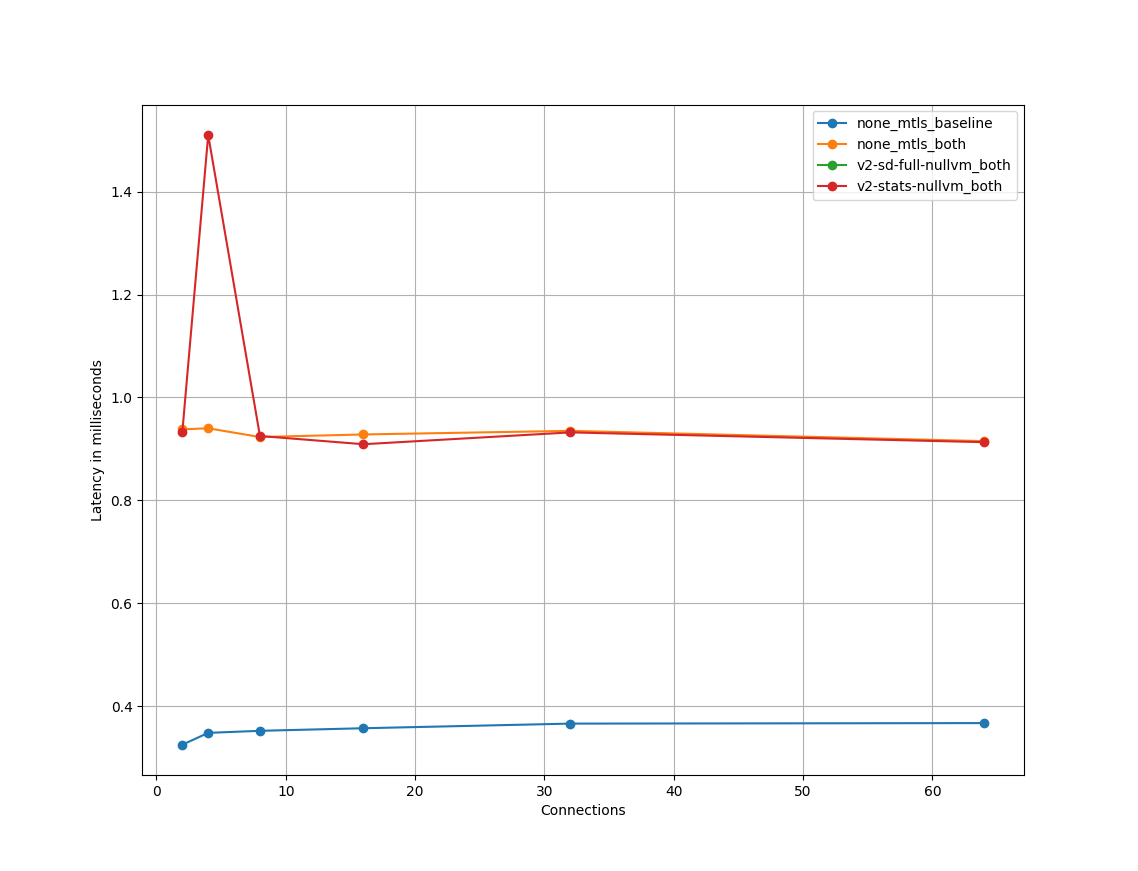 none_mtls_baseline
none_mtls_both
v2-sd-full-nullvm_both
v2-stats-nullvm_both
1.4
1.2
1.0
0.8
0.6
0.4
Latency in milliseconds
0 10 20 30 40 50 60
Connections